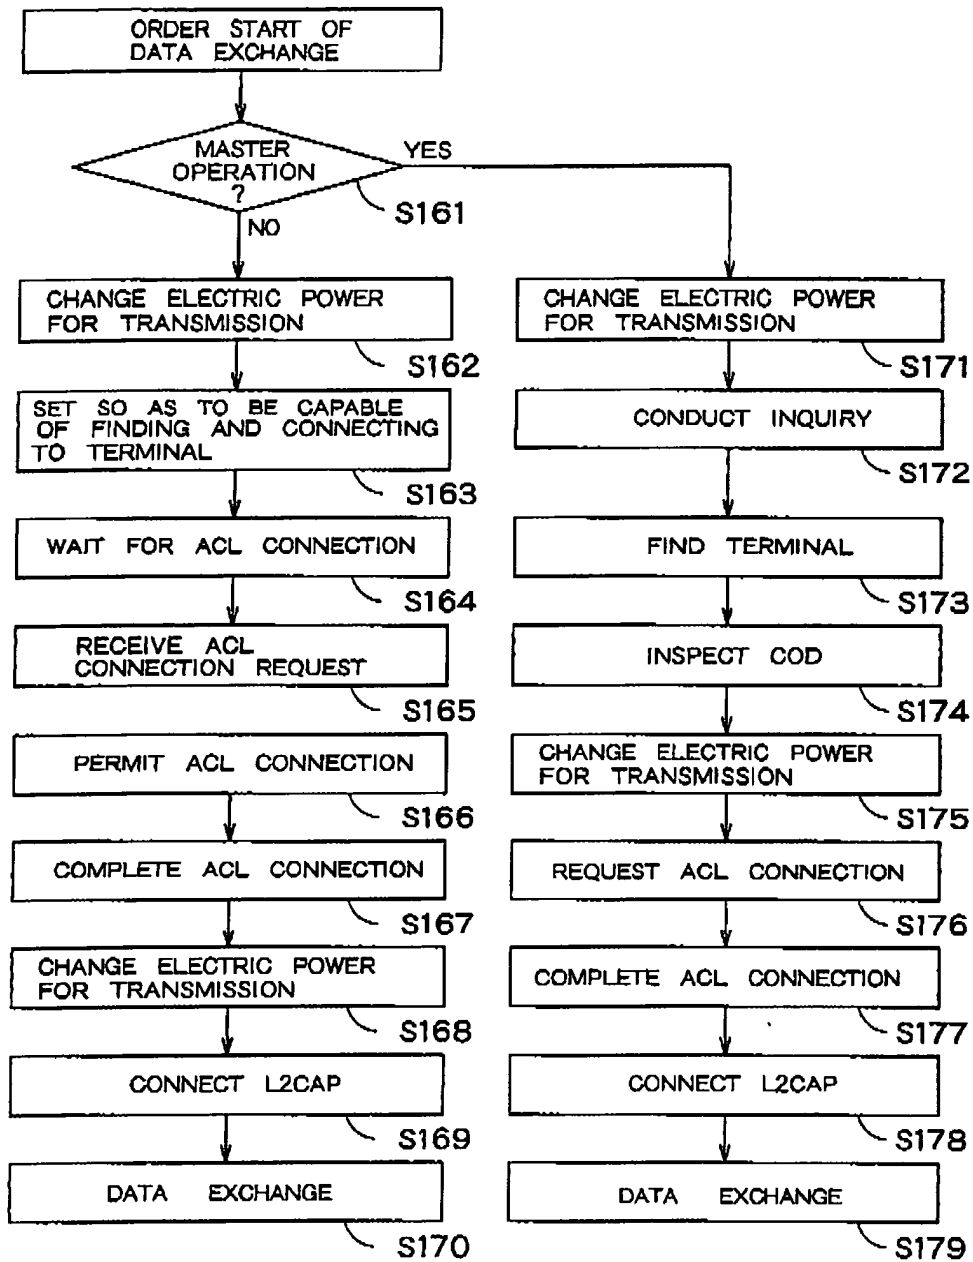 ORDER START OF
DATA EXCHANGE
MASTER
OPERATION
?
YES
S161
NO
CHANGE ELECTRIC POWER
FOR TRANSMISSION
S162
SET SO AS TO BE CAPABLE
OF FINDING AND CONNECTING
TO TERMINAL
S163
WAIT FOR ACL CONNECTION
S164
RECEIVE ACL
CONNECTION REQUEST
S165
PERMIT ACL CONNECTION
S166
COMPLETE ACL CONNECTION
S167
CHANGE ELECTRIC POWER
FOR TRANSMISSION
S168
CONNECT L2CAP
S169
DATA EXCHANGE
S170
CHANGE ELECTRIC POWER
FOR TRANSMISSION
S171
CONDUCT INQUIRY
S172
FIND TERMINAL
S173
INSPECT COD
S174
CHANGE ELECTRIC POWER
FOR TRANSMISSION
S175
REQUEST ACL CONNECTION
S176
COMPLETE ACL CONNECTION
S177
CONNECT L2CAP
S178
DATA EXCHANGE
S179